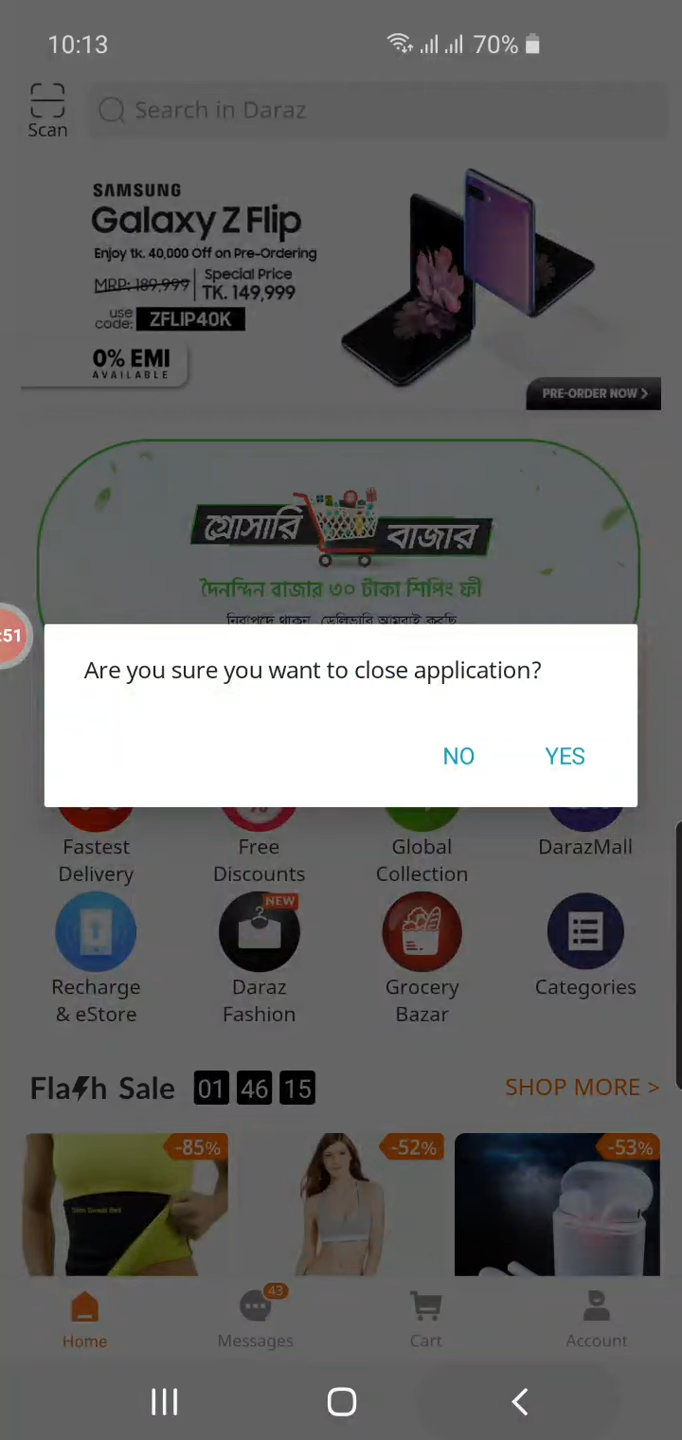 10:13
70%
Scan
Search in Daraz
SAMSUNG
Galaxy Z Flip
Enjoy tk. 40,000 Off on Pre-Ordering
MRP: 189,999
Special Price
TK. 149,999
use code: ZFLIP40K
0% EMI
AVAILABLE
PRE-ORDER NOW >
গ্রোসারি বাজার
দৈনন্দিন বাজার ৩০ টাকা শিপিং ফী
নিরাপদে থাকুন, ডেলিভারি আমরাই করছি
:51
Are you sure you want to close application?
NO YES
Fastest Delivery
Free Discounts
Global Collection
DarazMall
NEW
Recharge & eStore
Daraz Fashion
Grocery Bazar
Categories
Flash Sale 01 46 15
SHOP MORE >
-85% -52% -53%
43
Home Messages Cart Account